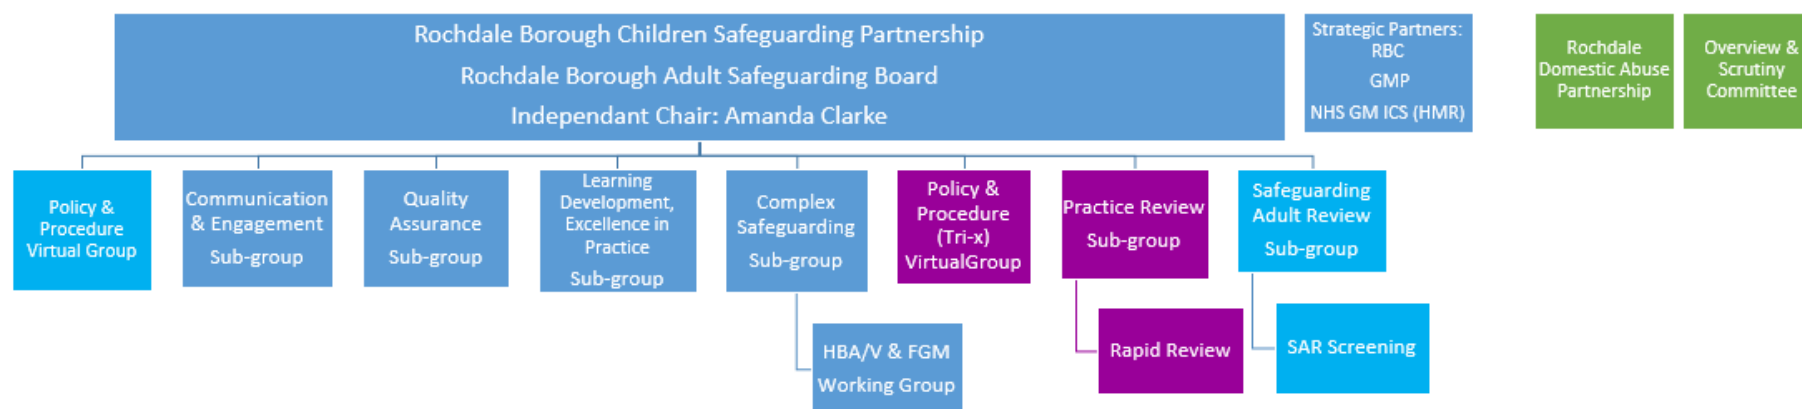 Rochdale Borough Children Safeguarding Partnership
Rochdale Borough Adult Safeguarding Board
Independant Chair: Amanda Clarke
Strategic Partners:
RBC
GMP
NHS GM ICS (HMR)
Rochdale
Domestic Abuse
Partnership
Overview &
Scrutiny
Committee
Policy &
Procedure
Virtual Group
Communication
& Engagement
Sub-group
Quality
Assurance
Sub-group
Learning
Development,
Excellence in
Practice
Sub-group
Complex
Safeguarding
Sub-group
Policy &
Procedure
(Tri-x)
VirtualGroup
Practice Review
Sub-group
Safeguarding
Adult Review
Sub-group
HBA/V & FGM
Working Group
Rapid Review
SAR Screening